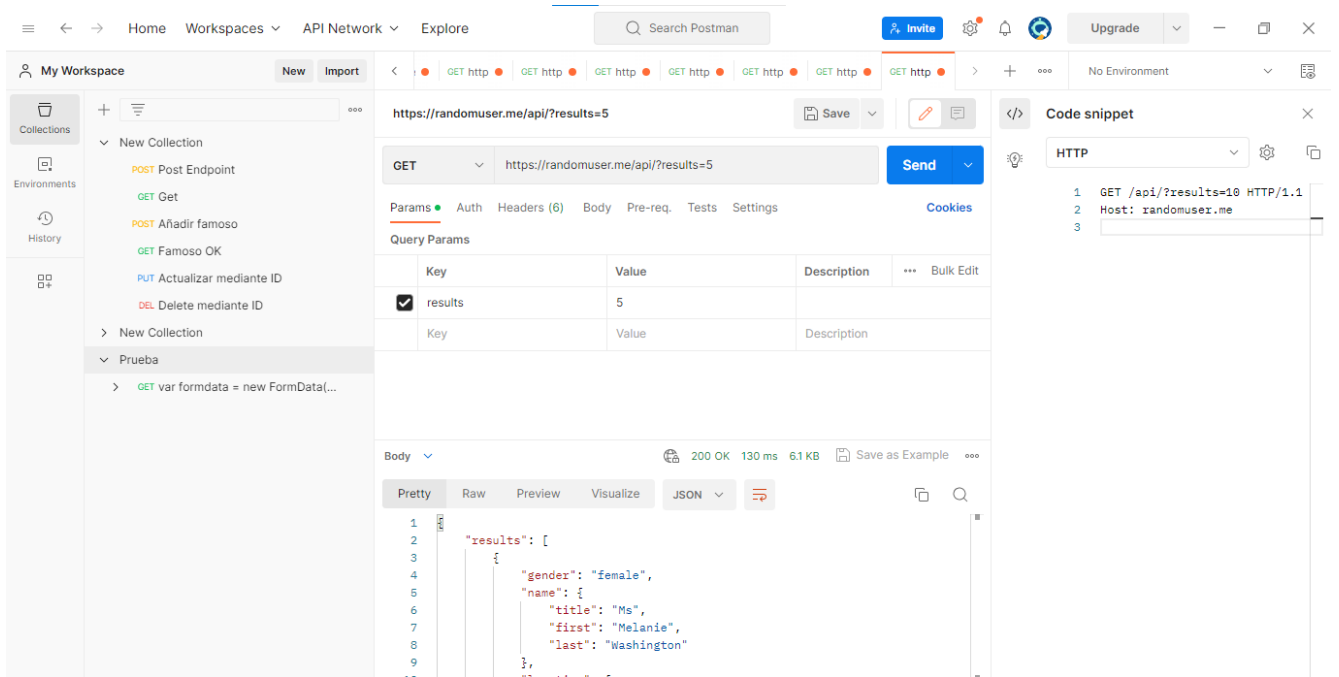 Home Workspaces API Network Explore Search Postman Invite Upgrade
My Workspace New Import GET http GET http GET http GET http GET http GET http GET http No Environment
Collections
Environments
History
New Collection
POST Post Endpoint
GET Get
POST Añadir famoso
GET Famoso OK
PUT Actualizar mediante ID
DEL Delete mediante ID
New Collection
Prueba
GET var formdata = new FormData(...
https://randomuser.me/api/?results=5 Save
GET https://randomuser.me/api/?results=5 Send
Params Auth Headers (6) Body Pre-req. Tests Settings Cookies
Query Params
Key Value Description Bulk Edit
results 5
Key Value Description
Body 200 OK 130 ms 6.1 KB Save as Example
Pretty Raw Preview Visualize JSON
1 {
2 "results": [
3 {
4 "gender": "female",
5 "name": {
6 "title": "Ms",
7 "first": "Melanie",
8 "last": "Washington"
9 },
</> Code snippet
HTTP
1 GET /api/?results=10 HTTP/1.1
2 Host: randomuser.me
3